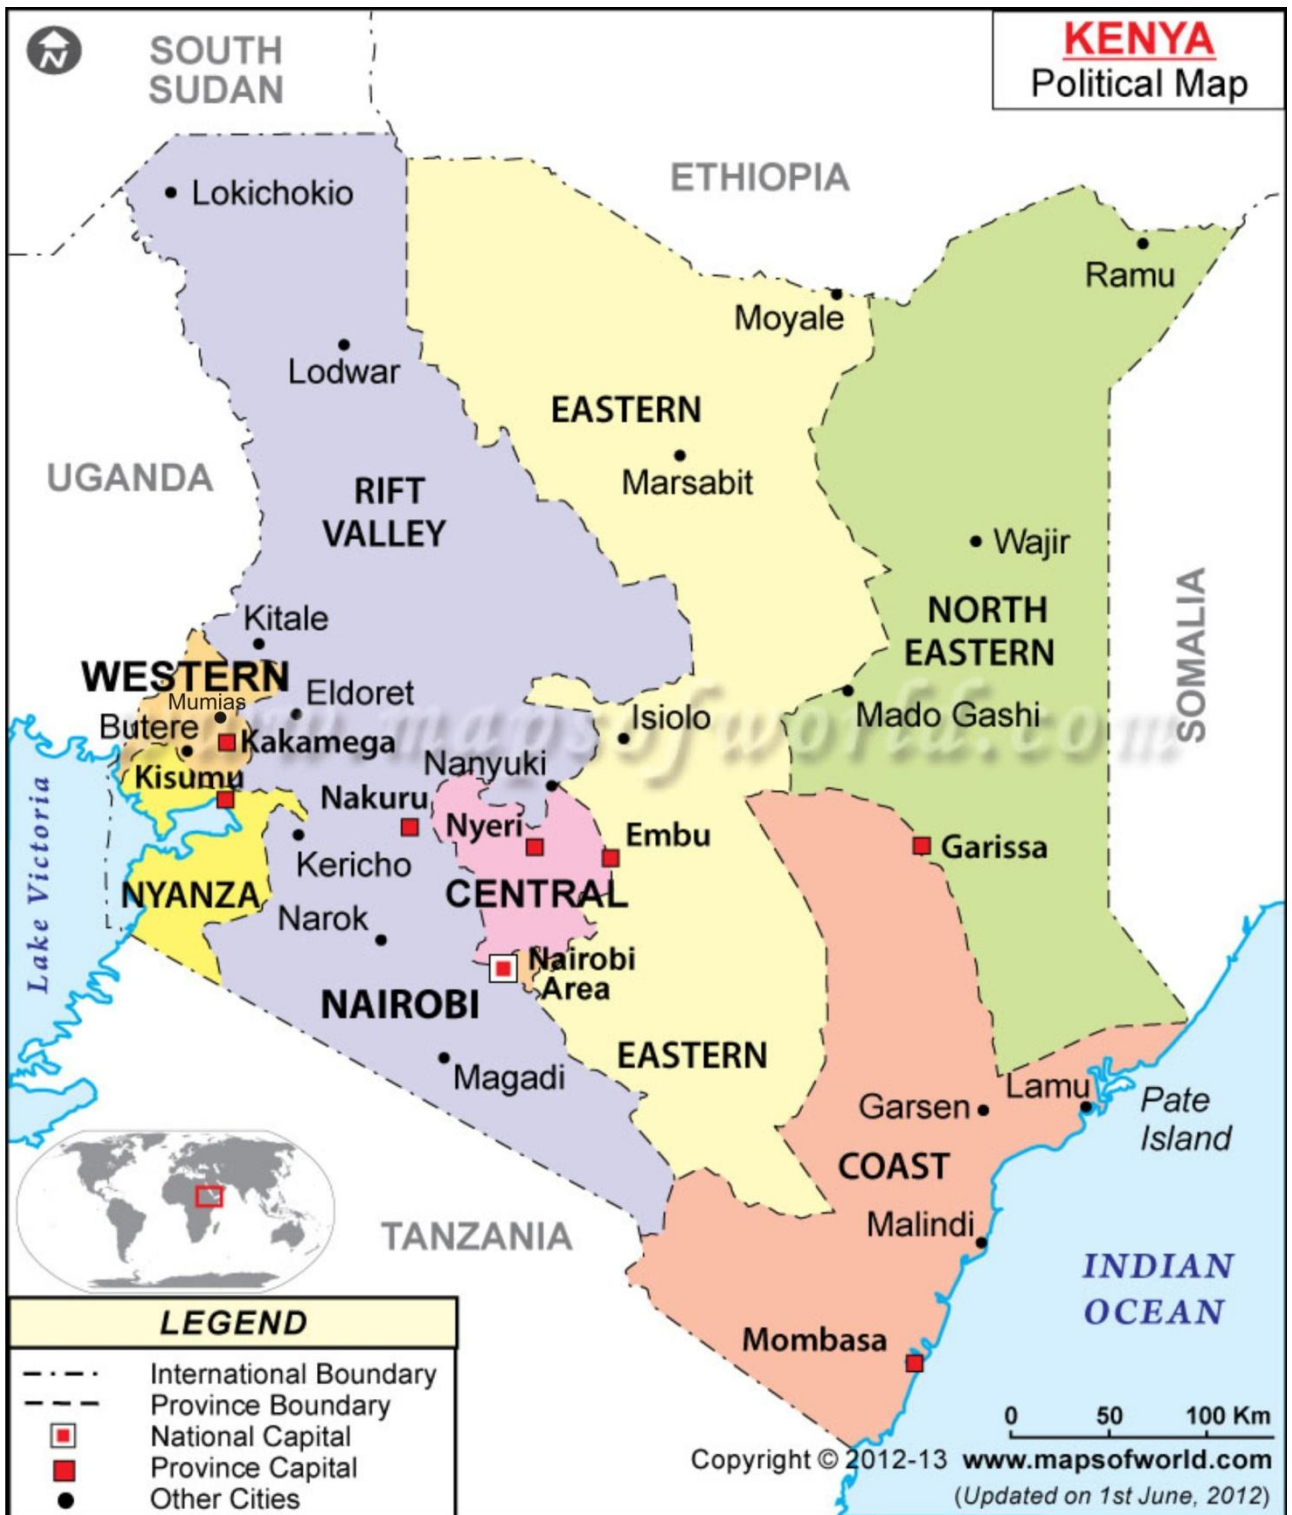 KENYA
Political Map
N
SOUTH
SUDAN
ETHIOPIA
Lokichokio
Ramu
Moyale
Lodwar
EASTERN
Marsabit
UGANDA
RIFT
VALLEY
Wajir
NORTH
EASTERN
SOMALIA
Kitale
WESTERN
Mumias
Eldoret
Isiolo
Mado Gashi
Butere
Kakamega
www.mapsofworld.com
Kisumu
Nanyuki
Nakuru
Nyeri
Embu
Garissa
Lake Victoria
Kericho
NYANZA
CENTRAL
Narok
Nairobi
Area
NAIROBI
EASTERN
Magadi
Lamu
Garsen
Pate
Island
COAST
Malindi
TANZANIA
INDIAN
OCEAN
Mombasa
LEGEND
International Boundary
Province Boundary
National Capital
Province Capital
Other Cities
0 50 100 Km
Copyright © 2012-13 www.mapsofworld.com
(Updated on 1st June, 2012)